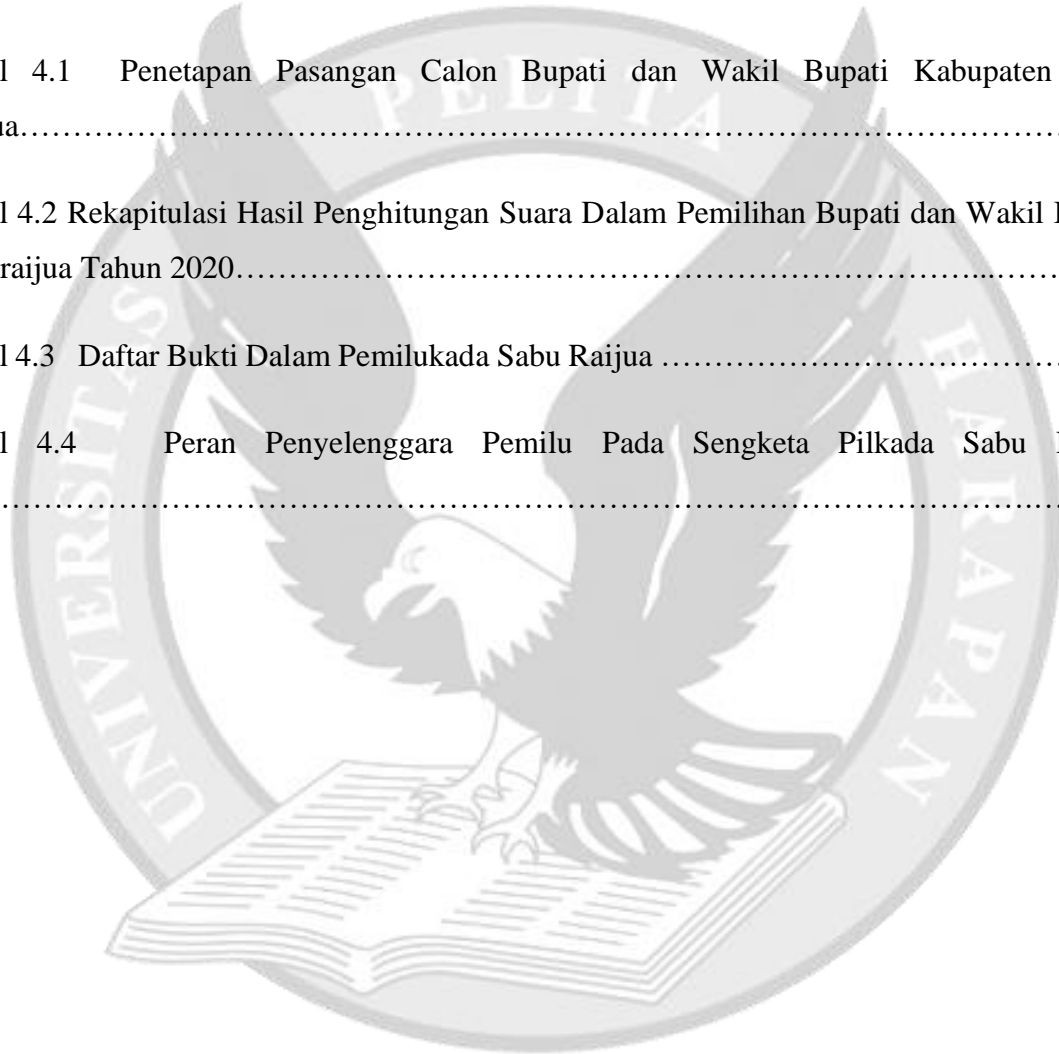 l 4.1 Penetapan Pasangan Calon Bupati dan Wakil Bupati Kabupaten
ua……………………………………………………………………………………
l 4.2 Rekapitulasi Hasil Penghitungan Suara Dalam Pemilihan Bupati dan Wakil
raijua Tahun 2020……………………………………………………………..……
l 4.3 Daftar Bukti Dalam Pemilukada Sabu Raijua ……………………………………
l 4.4 Peran Penyelenggara Pemilu Pada Sengketa Pilkada Sabu
……………………………………………………………………………………….…
UNIVERSITAS PELITA HARAPAN